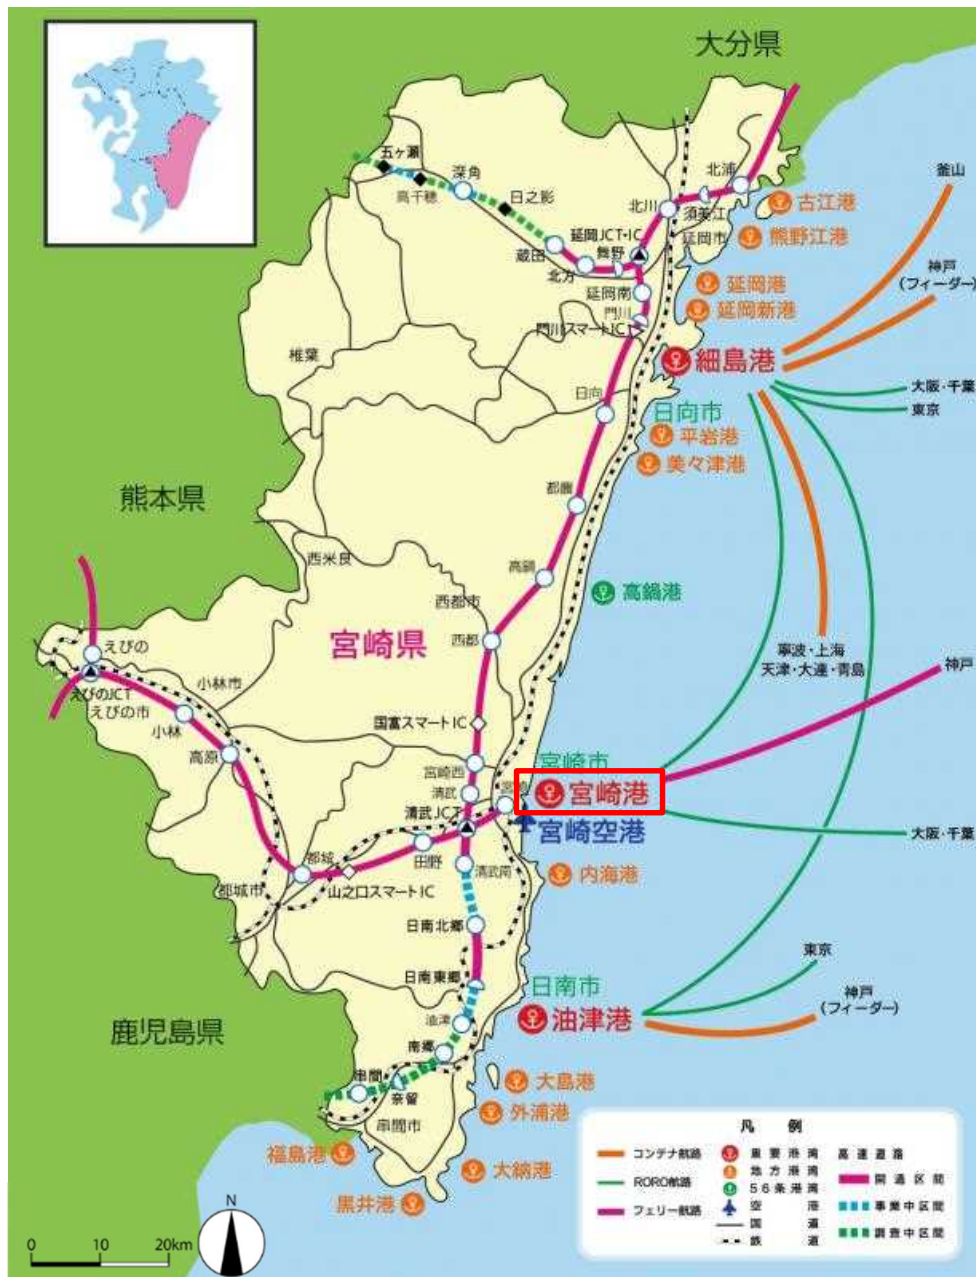 大分県
五ヶ瀬
深角
高千穂
日之影
北浦
釜山
北川
須美江
古江港
延岡JCT・IC
延岡市
熊野江港
蔵田
舞野
北方
神戸
(フィーダー)
延岡港
延岡南
延岡新港
門川
門川スマートIC
椎葉
細島港
日向
大阪・千葉
東京
日向市
平岩港
美々津港
熊本県
都農
西米良
高鍋
高鍋港
西都市
宮崎県
西都
寧波・上海
天津・大連・青島
えびの
神戸
えびのJCT
小林市
えびの市
小林
国富スマートIC
高原
宮崎西
宮崎市
清武
宮崎
宮崎港
清武JCT
宮崎空港
大阪・千葉
都城
田野
清武南
内海港
都城市
山之口スマートIC
日南北郷
東京
日南東郷
日南市
神戸
(フィーダー)
油津
油津港
鹿児島県
南郷
串間
奈留
大島港
串間市
外浦港
福島港
大納港
黒井港
N
0 10 20km
凡例
コンテナ航路
RORO航路
フェリー航路
重要港湾
地方港湾
56条港湾
空港
国道
鉄道
高速道路
開通区間
事業中区間
調査中区間